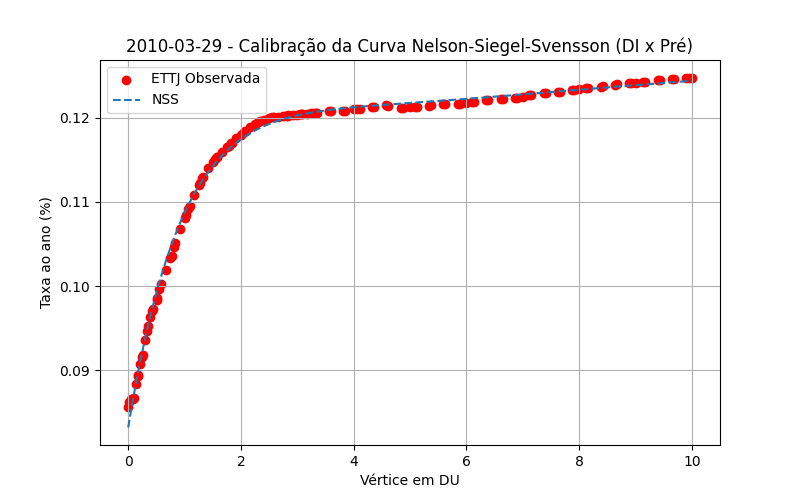 2010-03-29 - Calibração da Curva Nelson-Siegel-Svensson (DI x Pré)
ETTJ Observada
NSS
Taxa ao ano (%)
0.12
0.11
0.10
0.09
0 2 4 6 8 10
Vértice em DU